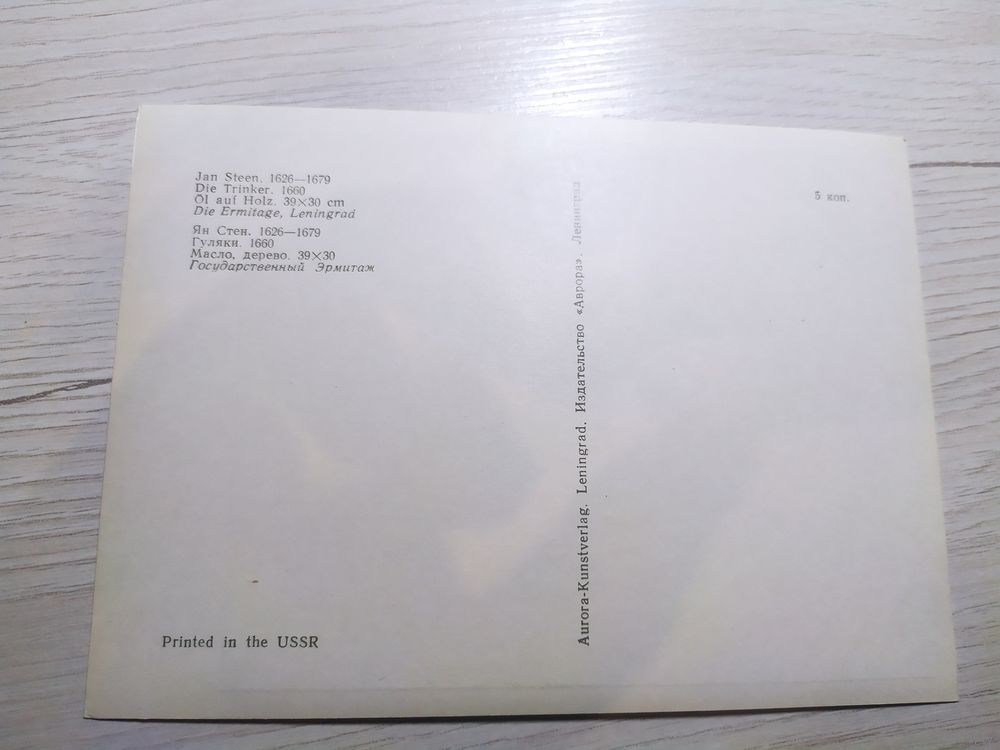 Jan Steen. 1626—1679
Die Trinker. 1660
Öl auf Holz. 39×30 cm
Die Ermitage, Leningrad
Ян Стен. 1626—1679
Гуляки. 1660
Масло, дерево. 39×30
Государственный Эрмитаж
Printed in the USSR
Aurora-Kunstverlag. Leningrad. Издательство «Аврора». Ленинград
5 коп.